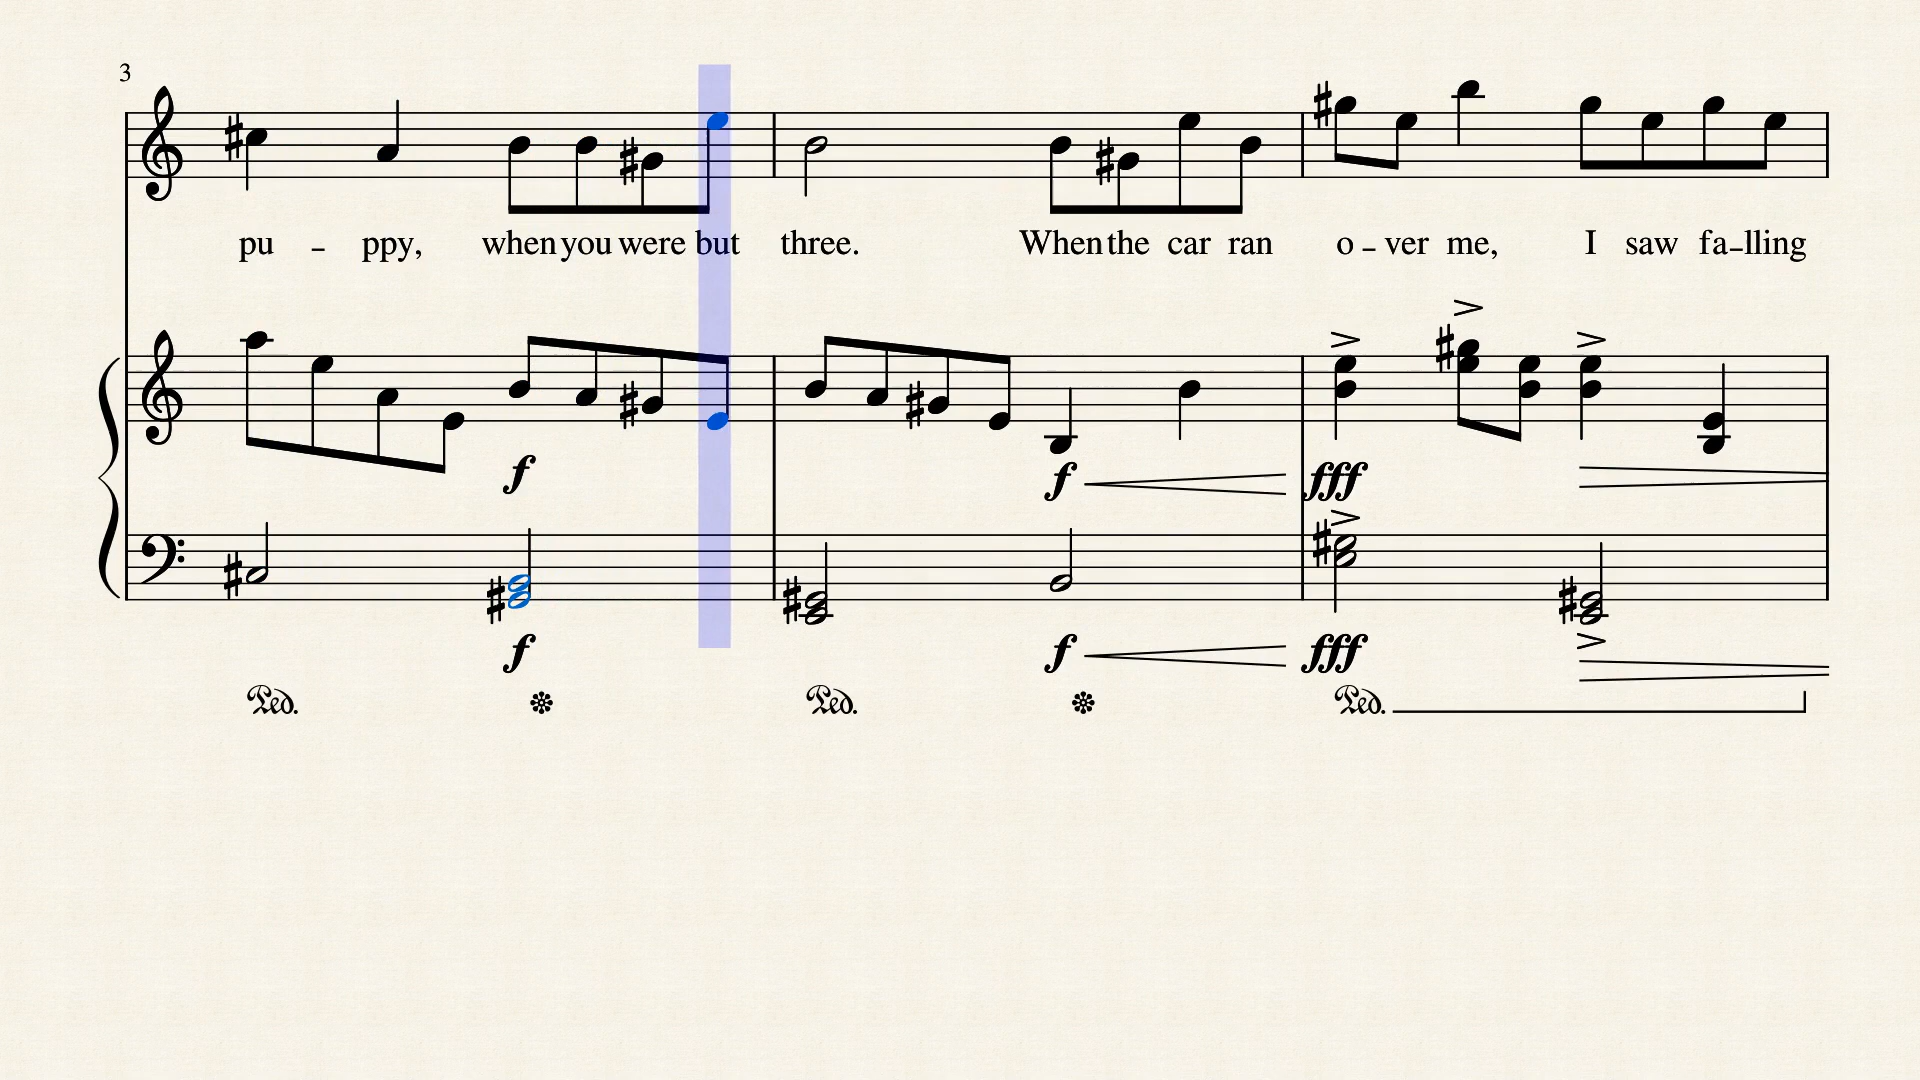 3
pu - ppy, when you were but three. When the car ran o - ver me, I saw fa - lling
f f fff
f f fff
Ped. Ped. Ped.